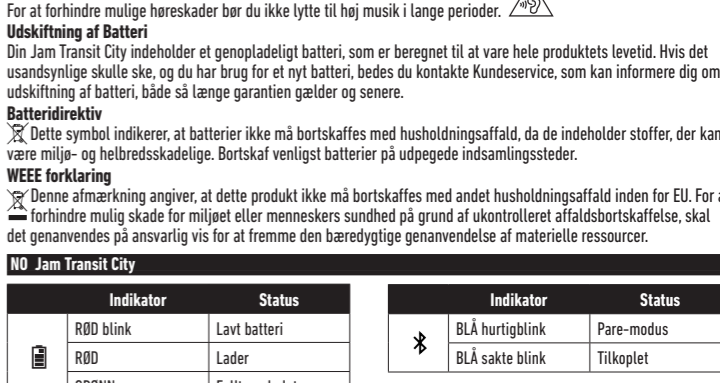 For at forhindre mulige høreskader bør du ikke lytte til høj musik i lange perioder.
Udskiftning af Batteri
Din Jam Transit City indeholder et genopladeligt batteri, som er beregnet til at vare hele produktets levetid. Hvis det
usandsynlige skulle ske, og du har brug for et nyt batteri, bedes du kontakte Kundeservice, som kan informere dig om
udskiftning af batteri, både så længe garantien gælder og senere.
Batteridirektiv
Dette symbol indikerer, at batterier ikke må bortskaffes med husholdningsaffald, da de indeholder stoffer, der kan
være miljø- og helbredsskadelige. Bortskaf venligst batterier på udpegede indsamlingssteder.
WEEE forklaring
Denne afmærkning angiver, at dette produkt ikke må bortskaffes med andet husholdningsaffald inden for EU. For
forhindre mulig skade for miljøet eller menneskers sundhed på grund af ukontrolleret affaldsbortskaffelse, skal
det genanvendes på ansvarlig vis for at fremme den bæredygtige genanvendelse af materielle ressourcer.
NO Jam Transit City
Indikator Status
RØD blink Lavt batteri
RØD Lader
Indikator Status
BLÅ hurtigblink Pare-modus
BLÅ sakte blink Tilkoplet